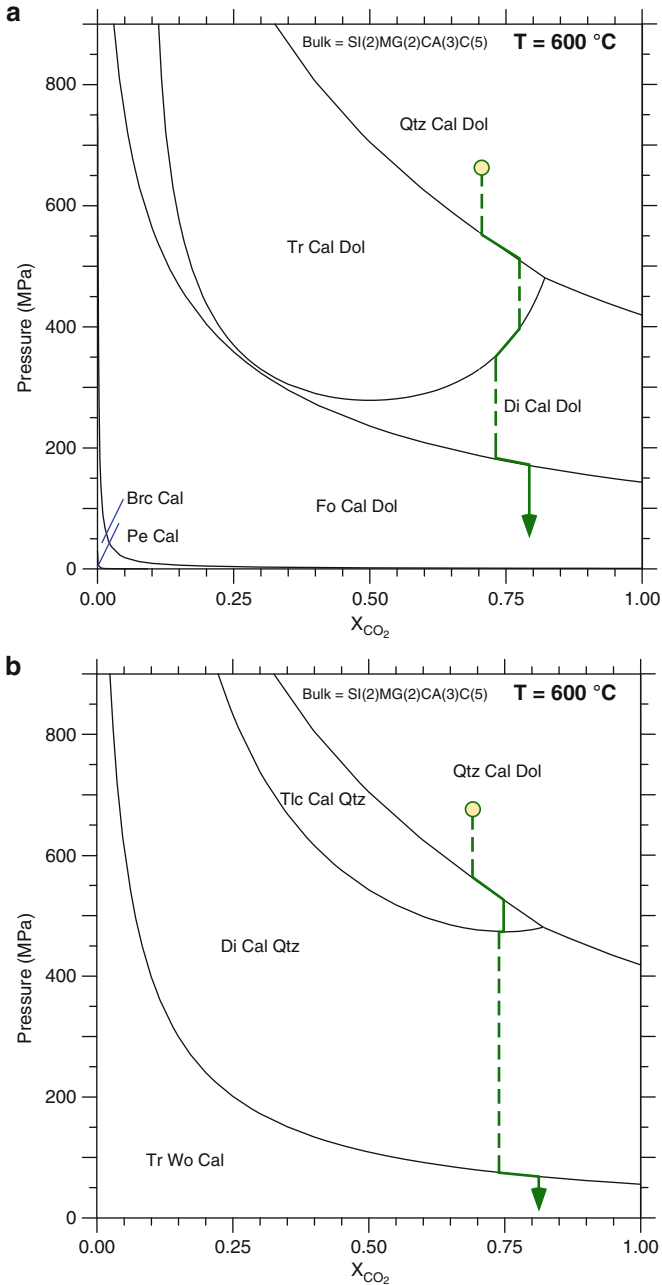 a
Bulk = SI(2)MG(2)CA(3)C(5) T = 600 °C
800
Qtz Cal Dol
600
Tr Cal Dol
Pressure (MPa)
400
Di Cal Dol
200
Brc Cal
Fo Cal Dol
Pe Cal
0
0.00 0.25 0.50 0.75 1.00
XCO2
b
Bulk = SI(2)MG(2)CA(3)C(5) T = 600 °C
800
Qtz Cal Dol
Tlc Cal Qtz
600
Di Cal Qtz
Pressure (MPa)
400
200
Tr Wo Cal
0
0.00 0.25 0.50 0.75 1.00
XCO2